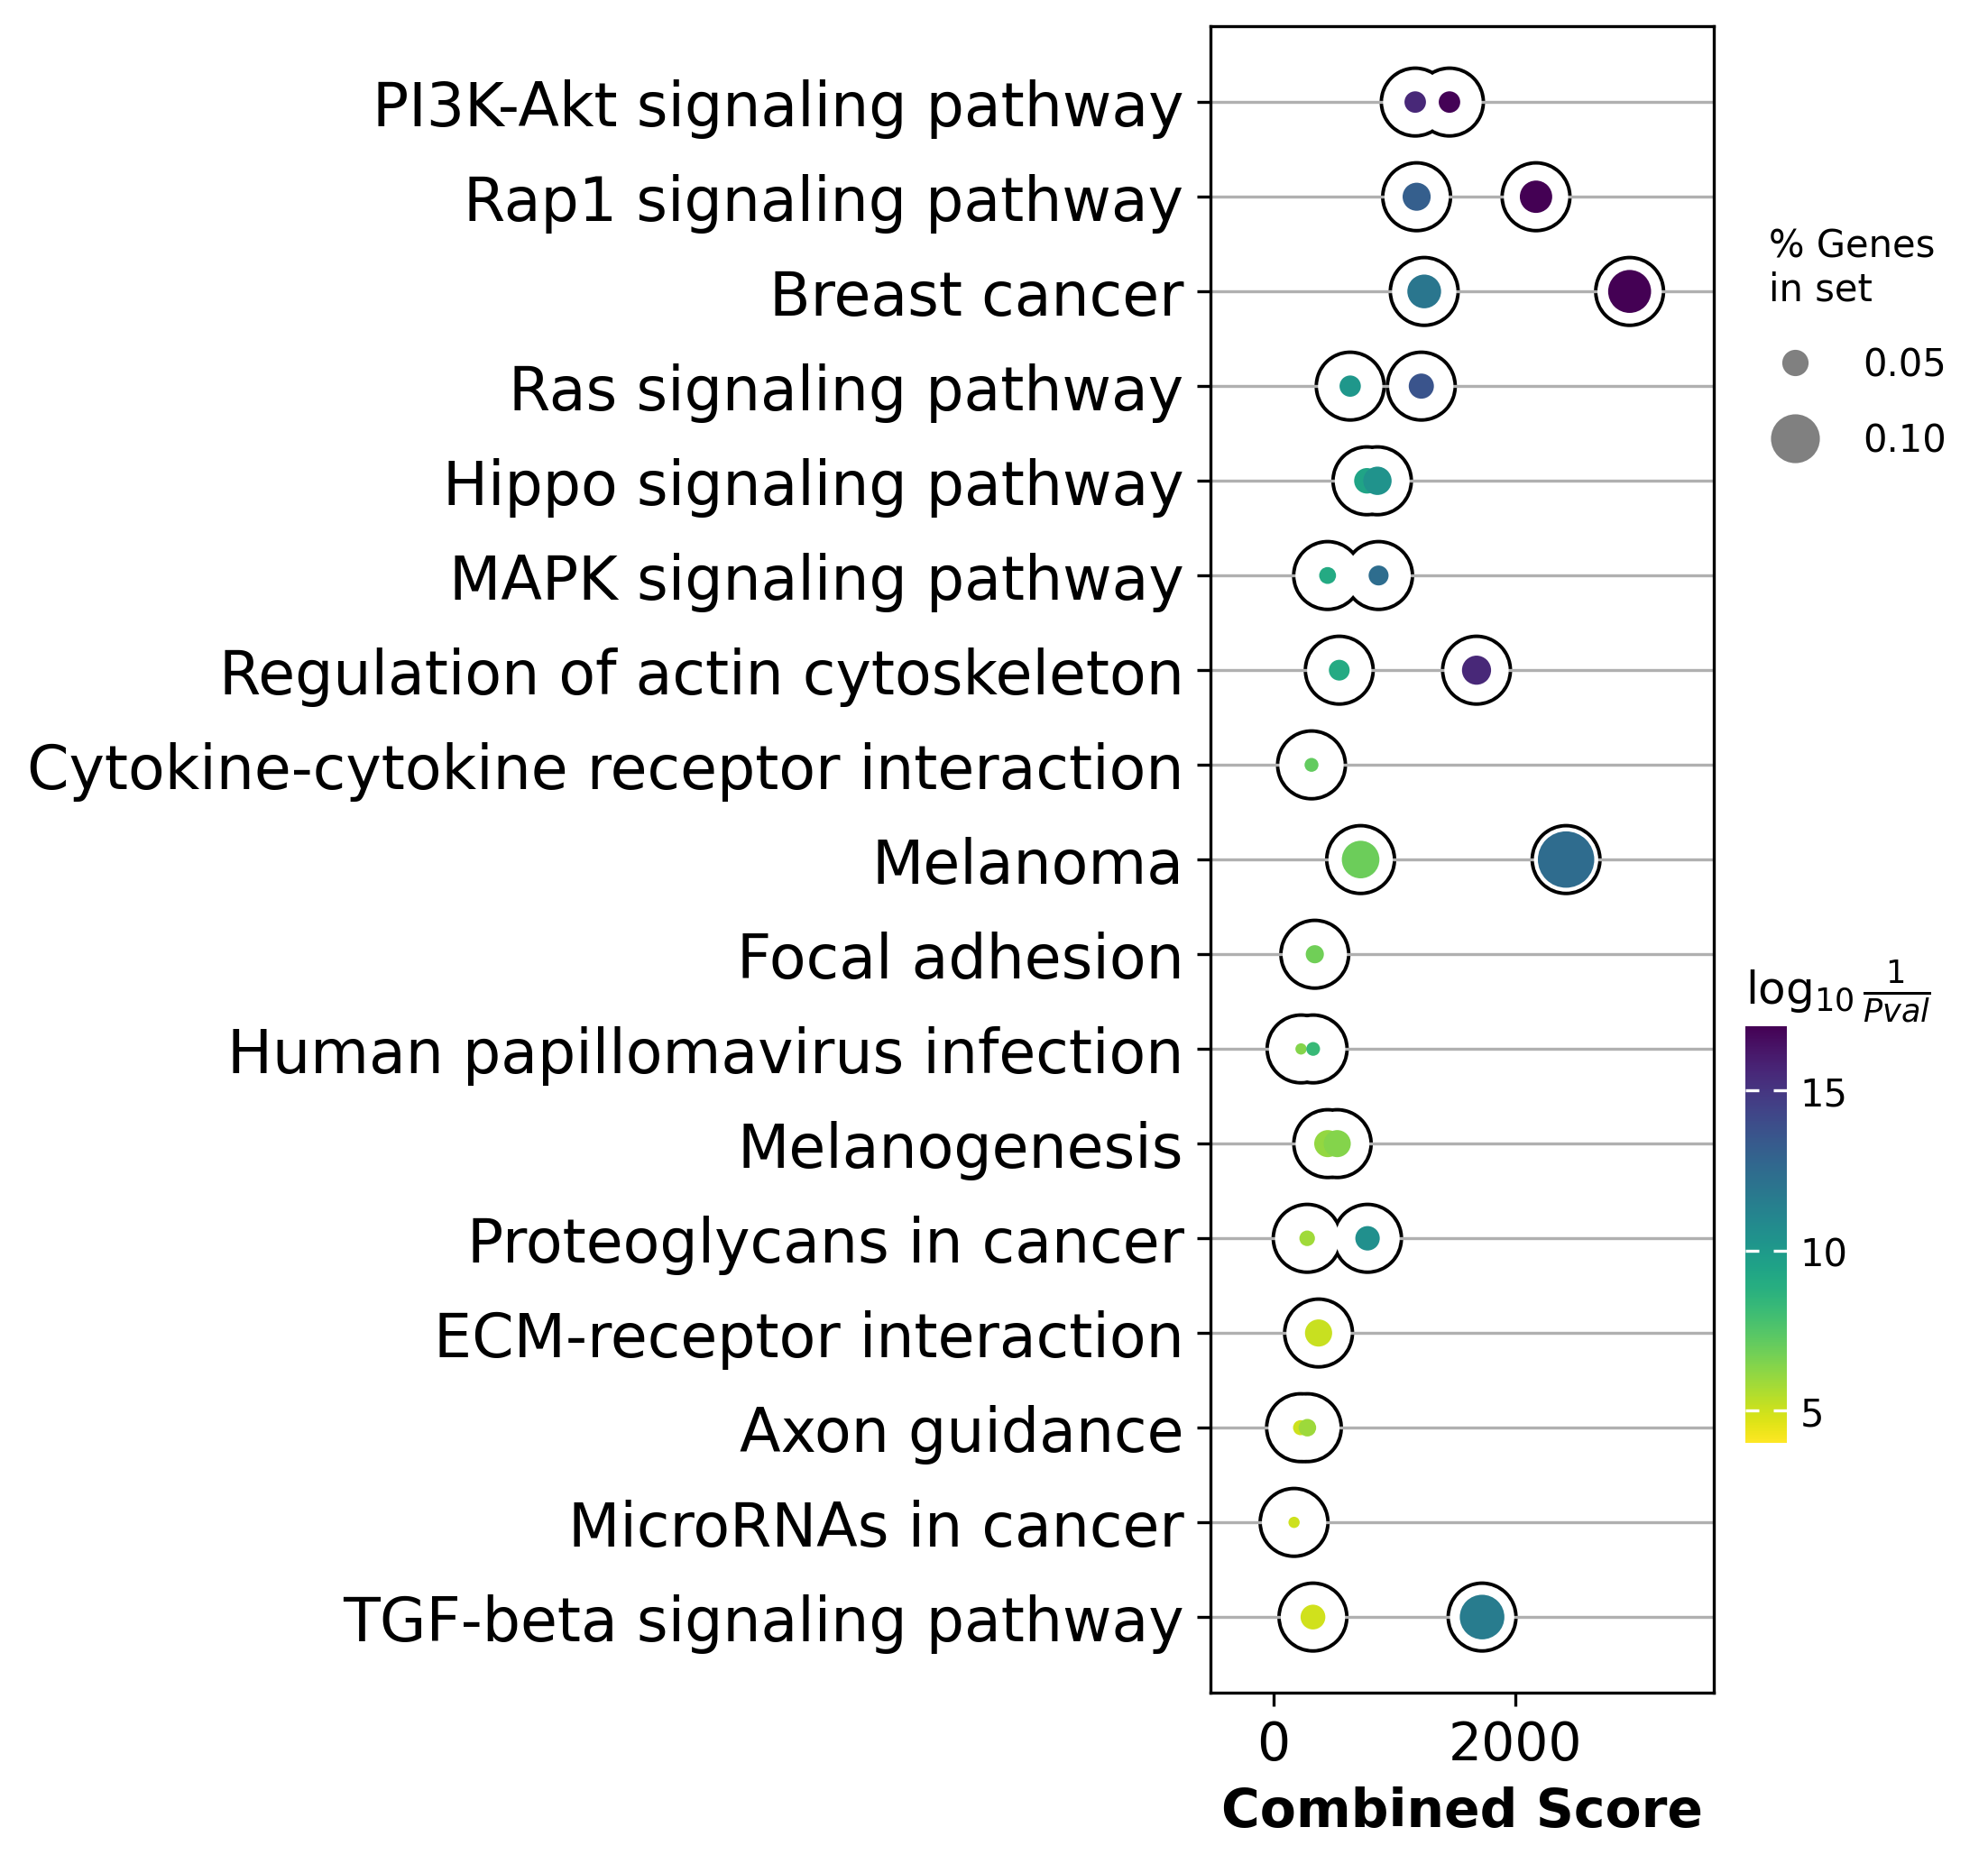 PI3K-Akt signaling pathway
Rap1 signaling pathway
Breast cancer
Ras signaling pathway
Hippo signaling pathway
MAPK signaling pathway
Regulation of actin cytoskeleton
Cytokine-cytokine receptor interaction
Melanoma
Focal adhesion
Human papillomavirus infection
Melanogenesis
Proteoglycans in cancer
ECM-receptor interaction
Axon guidance
MicroRNAs in cancer
TGF-beta signaling pathway
0 2000
Combined Score
% Genes
in set
0.05
0.10
log₁₀ 1/Pval
15
10
5